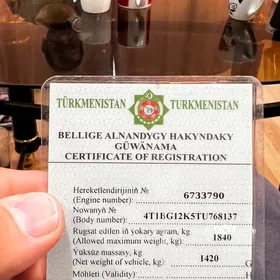 TÜRKMENISTAN TURKMENISTAN
BELLIGE ALNANDYGY HAKYNDAKY
GÜWÄNAMA
CERTIFICATE OF REGISTRATION
Hereketlendirijiniň №
(Engine number) 6733790
Nowanyň №
(Body number) 4T1BG12K5TU768137
Rugsat edilen iň ýokary agram, kg
(Allowed maximum weight, kg) 1840
Ýüksüz massasy, kg
(Net weight of vehicle, kg) 1420
Möhleti (Validity)